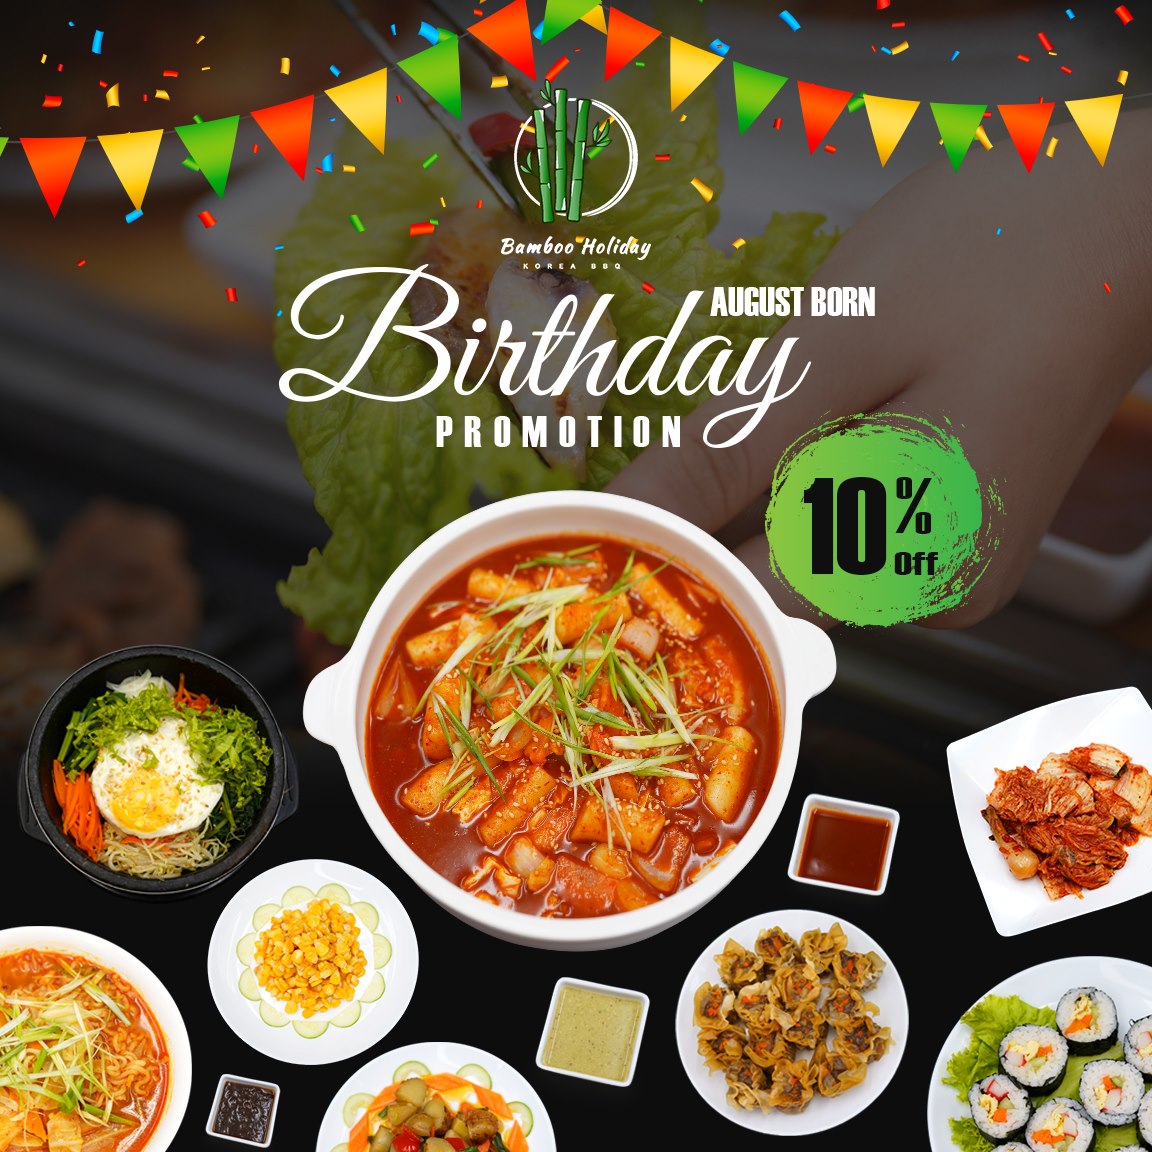 Bamboo Holiday
KOREA BBQ
AUGUST BORN
Birthday
PROMOTION
10%
Off